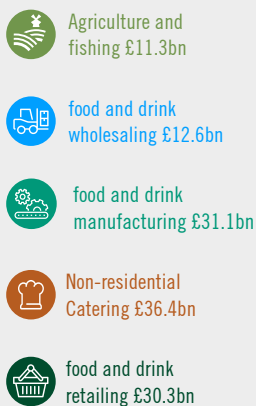 Agriculture and
fishing £11.3bn
food and drink
wholesaling £12.6bn
food and drink
manufacturing £31.1bn
Non-residential
Catering £36.4bn
food and drink
retailing £30.3bn